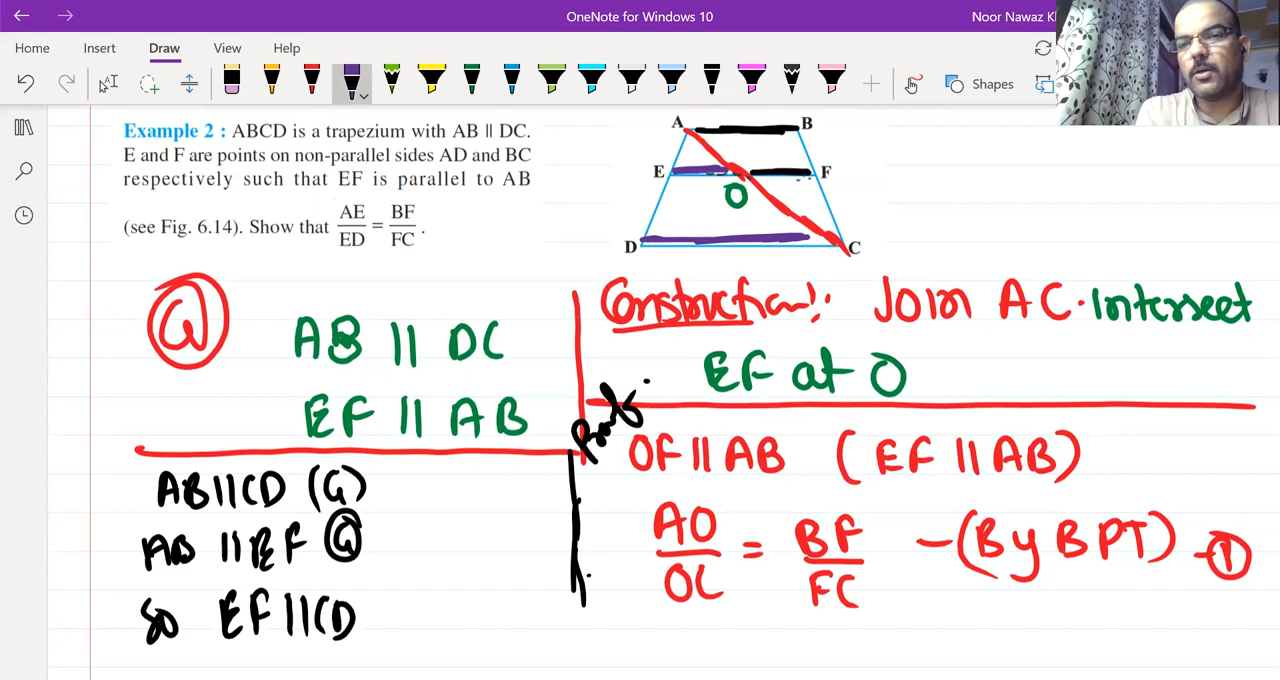 OneNote for Windows 10
Noor Nawaz Kh
Home Insert Draw View Help
Shapes
Example 2 : ABCD is a trapezium with AB || DC.
E and F are points on non-parallel sides AD and BC
respectively such that EF is parallel to AB
(see Fig. 6.14). Show that AE/ED = BF/FC .
A B
E F
O
D C
G
AB || DC
EF || AB
AB || CD (G)
AB || EF G
So EF || CD
Construction:. Join AC. Intersect
EF at O
Proof.
OF || AB ( EF || AB)
AO/OC = BF/FC -(By BPT) -1